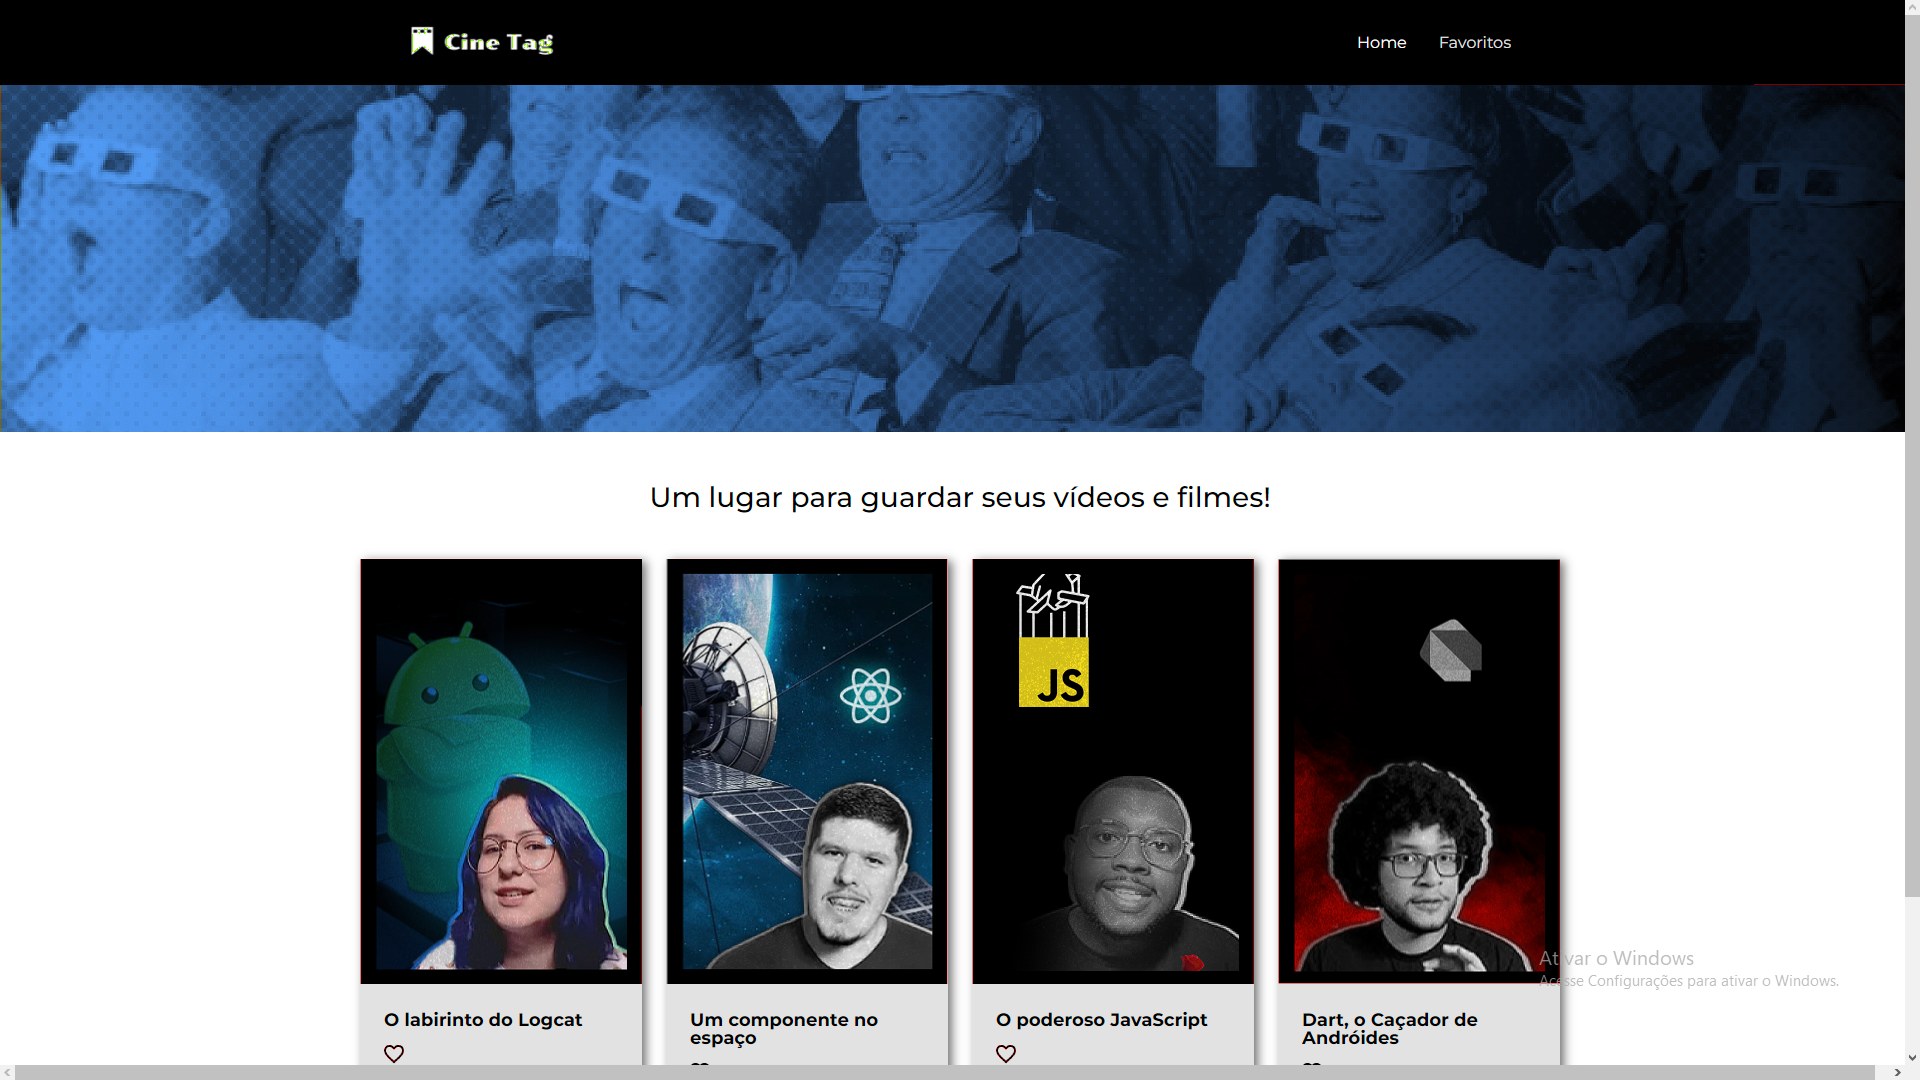 Cine Tag
Home
Favoritos
Um lugar para guardar seus vídeos e filmes!
JS
O labirinto do Logcat
Um componente no
espaço
O poderoso JavaScript
Dart, o Caçador de
Andróides
Ativar o Windows
Acesse Configurações para ativar o Windows.